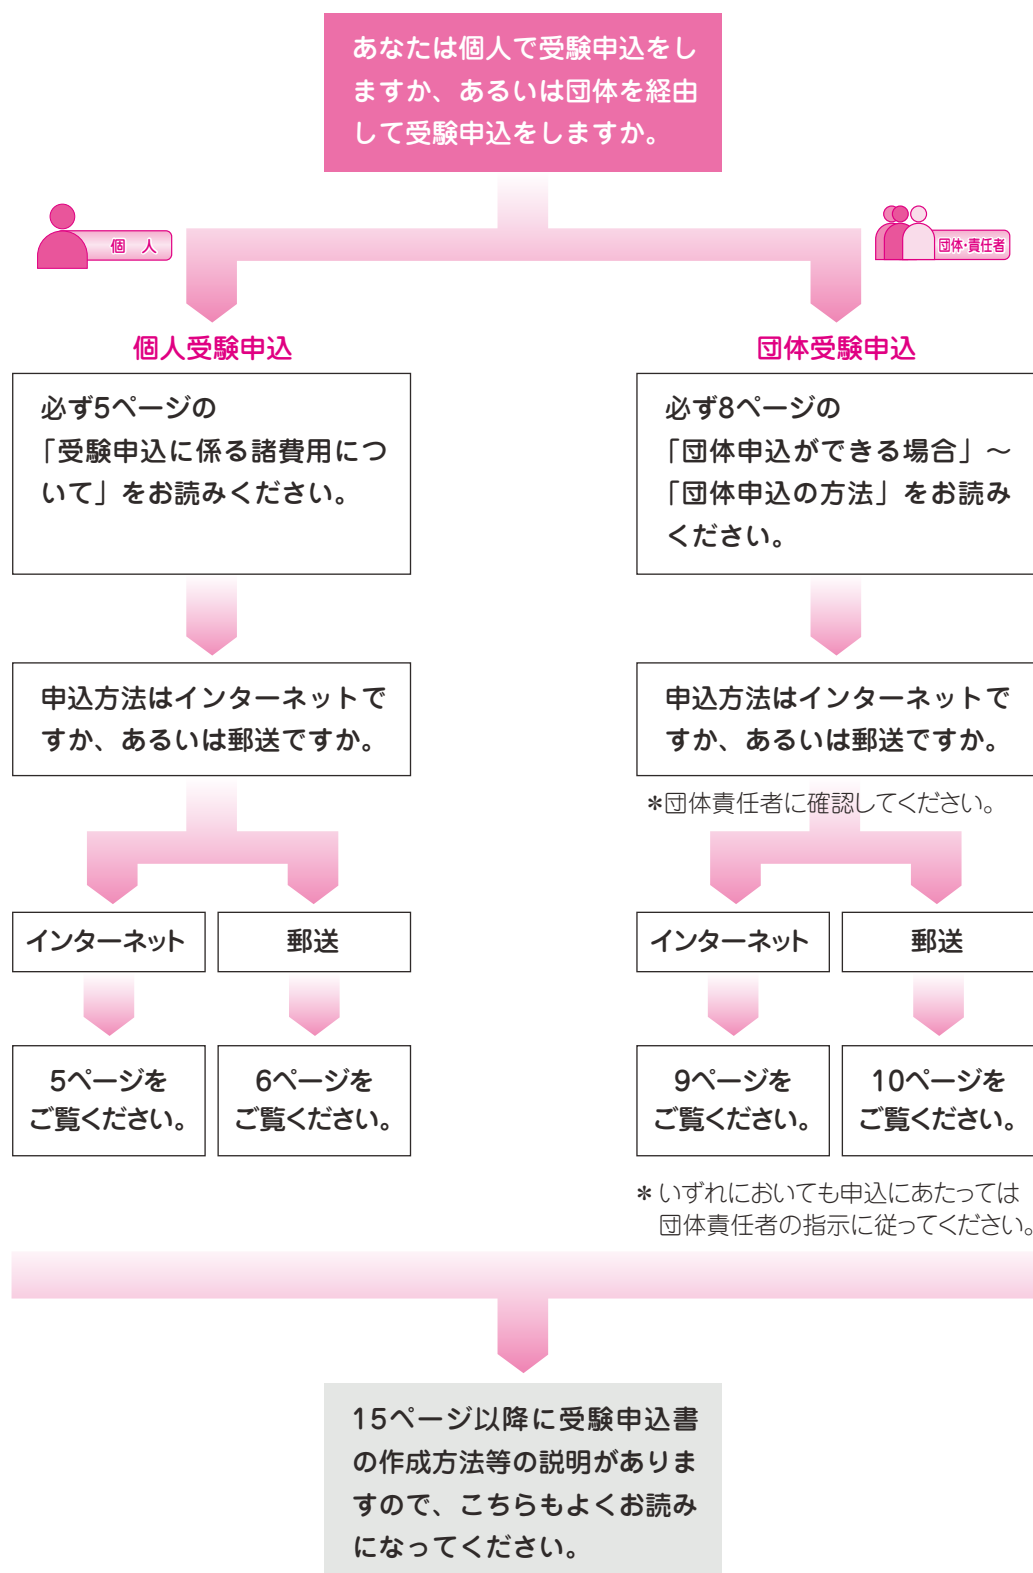 あなたは個人で受験申込をし
ますか、あるいは団体を経由
して受験申込をしますか。
個 人
団体・責任者
個人受験申込
必ず5ページの
「受験申込に係る諸費用につ
いて」をお読みください。
申込方法はインターネットで
すか、あるいは郵送ですか。
インターネット
郵送
5ページを
ご覧ください。
6ページを
ご覧ください。
団体受験申込
必ず8ページの
「団体申込ができる場合」～
「団体申込の方法」をお読み
ください。
申込方法はインターネットで
すか、あるいは郵送ですか。
＊団体責任者に確認してください。
インターネット
郵送
9ページを
ご覧ください。
10ページを
ご覧ください。
＊いずれにおいても申込にあたっては
団体責任者の指示に従ってください。
15ページ以降に受験申込書
の作成方法等の説明がありま
すので、こちらもよくお読み
になってください。